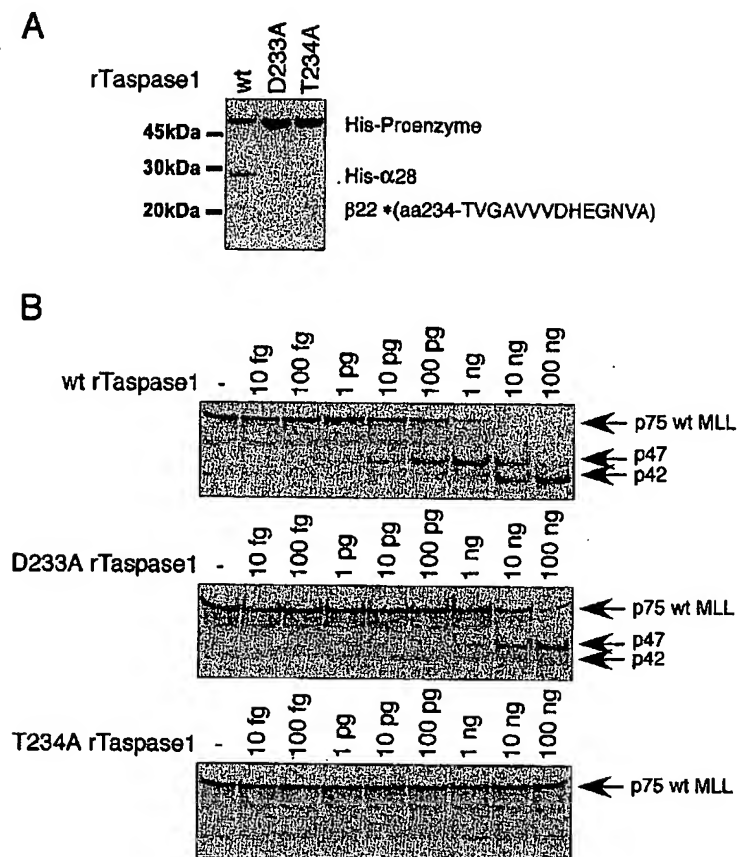 A
rTaspase1
wt
D233A
T234A
45kDa
His-Proenzyme
30kDa
His-α28
20kDa
β22 *(aa234-TVGAVVVDHEGNVA)
B
wt rTaspase1
-
10 fg
100 fg
1 pg
10 pg
100 pg
1 ng
10 ng
100 ng
p75 wt MLL
p47
p42
D233A rTaspase1
-
10 fg
100 fg
1 pg
10 pg
100 pg
1 ng
10 ng
100 ng
p75 wt MLL
p47
p42
T234A rTaspase1
-
10 fg
100 fg
1 pg
10 pg
100 pg
1 ng
10 ng
100 ng
p75 wt MLL